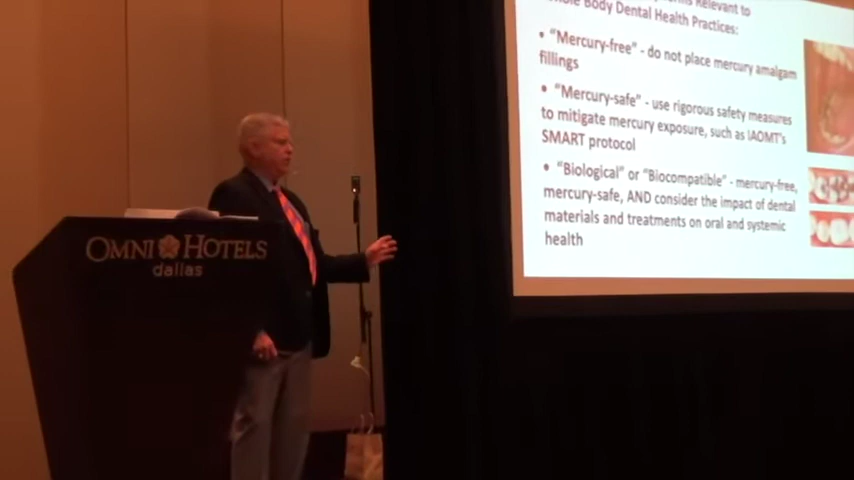 Relevant to
Whole Body Dental Health Practices:
• "Mercury-free" - do not place mercury amalgam
fillings
• "Mercury-safe" - use rigorous safety measures
to mitigate mercury exposure, such as IAOMT's
SMART protocol
• "Biological" or "Biocompatible" - mercury-free,
mercury-safe, AND consider the impact of dental
materials and treatments on oral and systemic
health
OMNI HOTELS
dallas